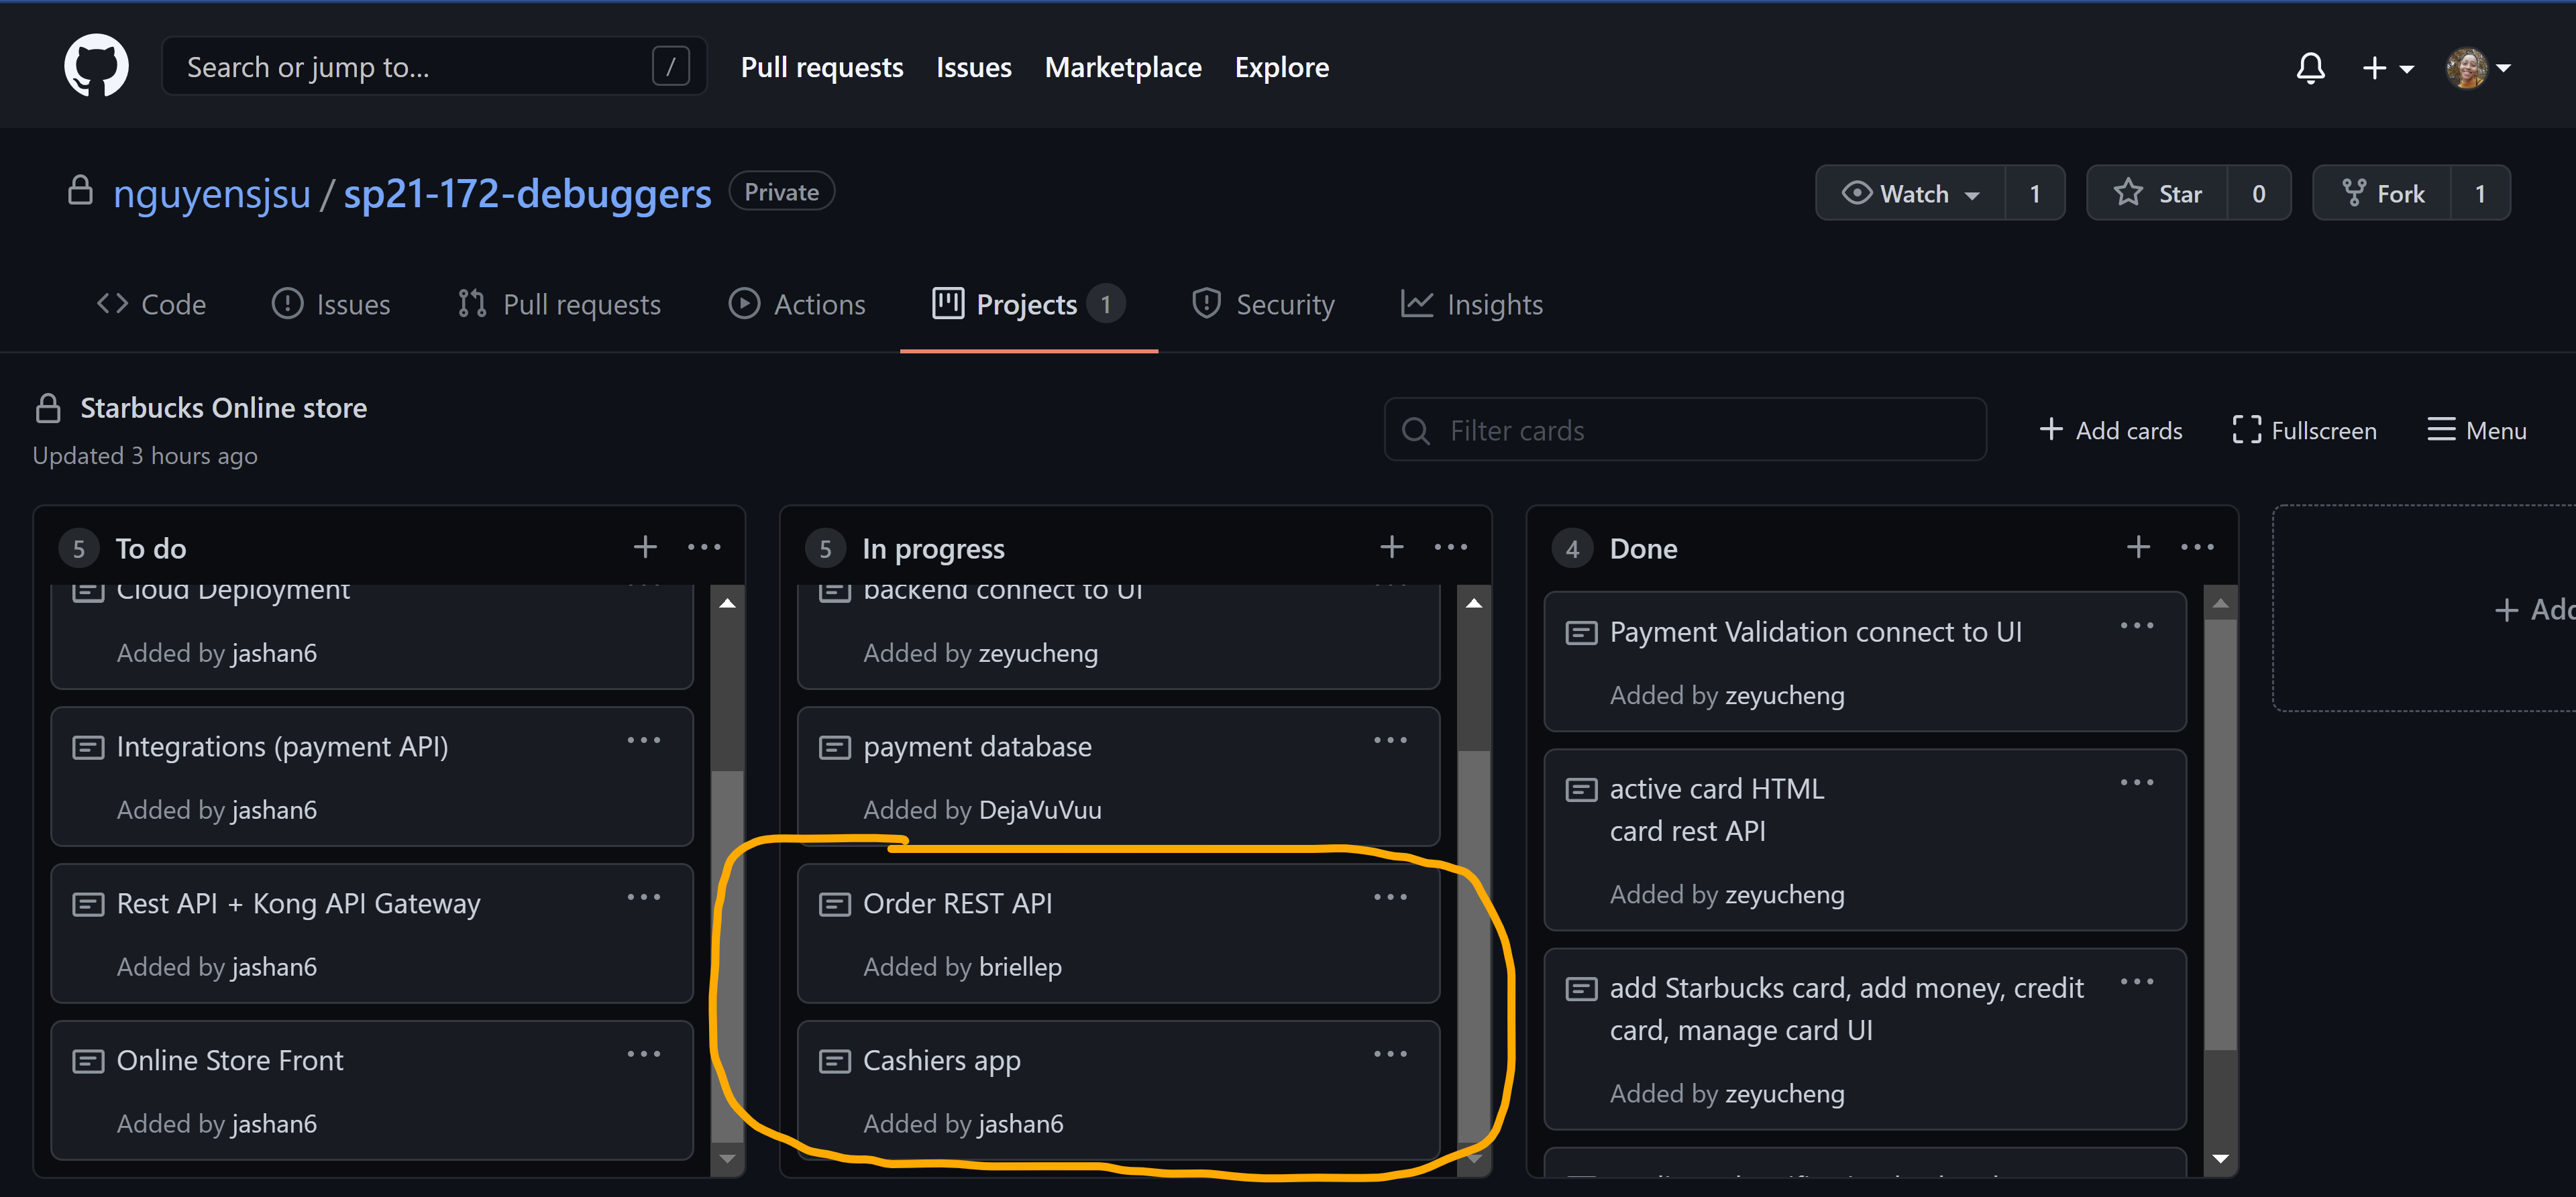 Search or jump to...
/
Pull requests
Issues
Marketplace
Explore
nguyensjsu / sp21-172-debuggers
Private
Watch
1
Star
0
Fork
1
Code
Issues
Pull requests
Actions
Projects
1
Security
Insights
Starbucks Online store
Updated 3 hours ago
Filter cards
Add cards
Fullscreen
Menu
5 To do
Cloud Deployment
Added by jashan6
Integrations (payment API)
Added by jashan6
Rest API + Kong API Gateway
Added by jashan6
Online Store Front
Added by jashan6
5 In progress
backend connect to UI
Added by zeyucheng
payment database
Added by DejaVuVuu
Order REST API
Added by briellep
Cashiers app
Added by jashan6
4 Done
Payment Validation connect to UI
Added by zeyucheng
active card HTML
card rest API
Added by zeyucheng
add Starbucks card, add money, credit
card, manage card UI
Added by zeyucheng